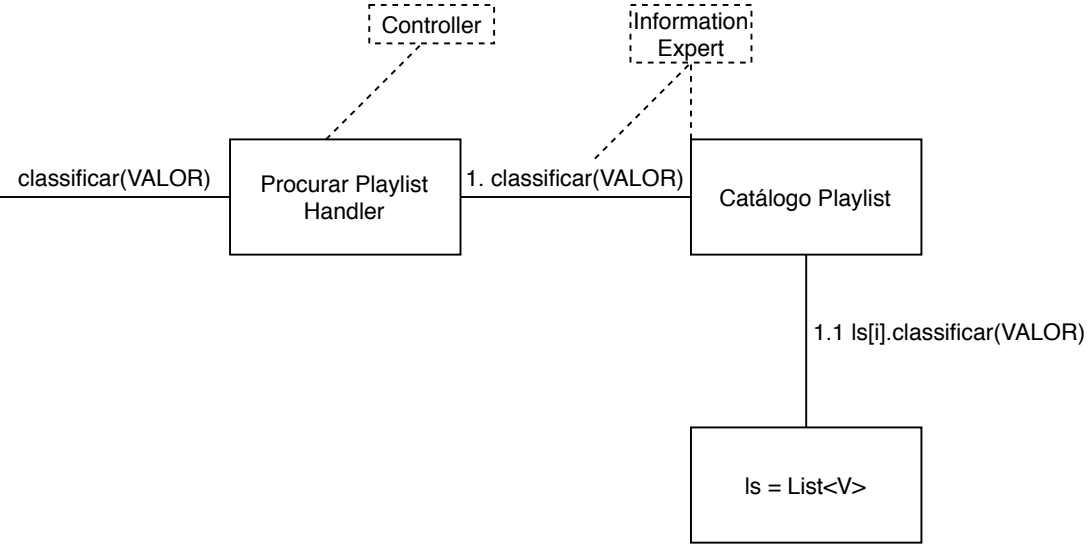 Controller
Information
Expert
classificar(VALOR)
Procurar Playlist
Handler
1. classificar(VALOR)
Catálogo Playlist
1.1 ls[i].classificar(VALOR)
ls = List<V>